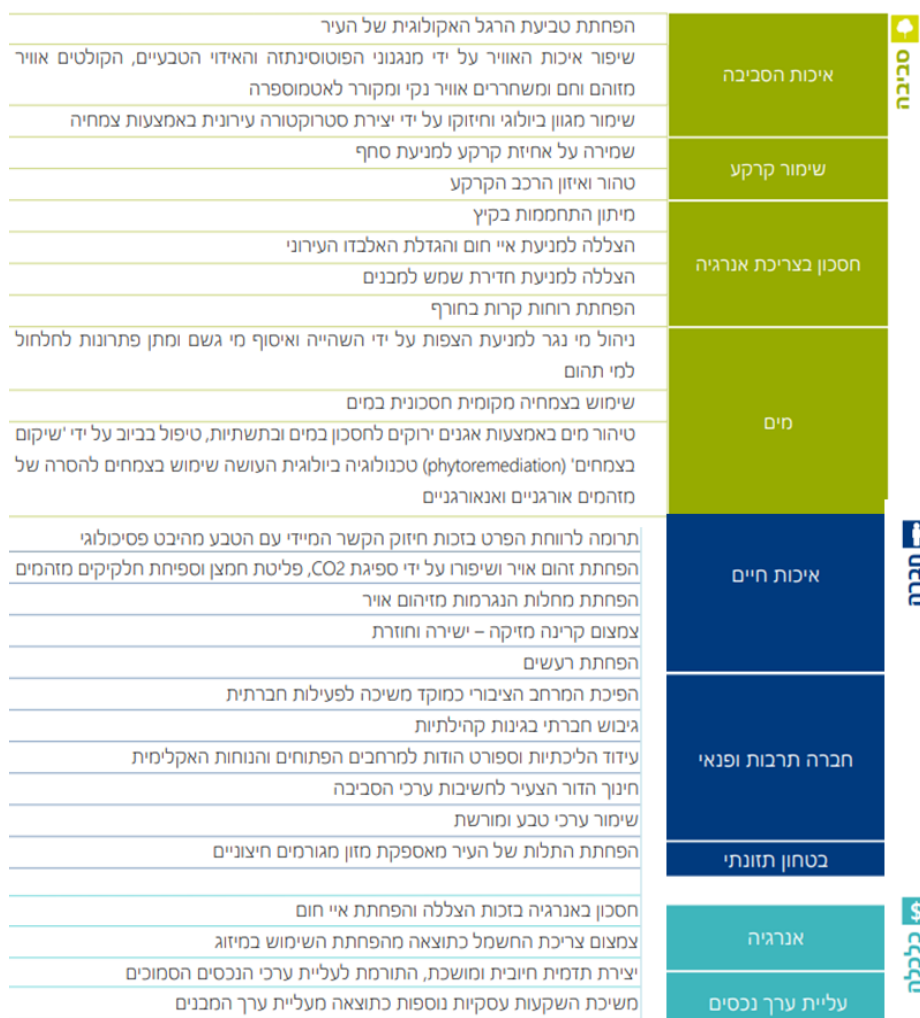 סביבה
איכות הסביבה
הפחתת טביעת הרגל האקולוגית של העיר
שיפור איכות האוויר על ידי מנגנוני הפוטוסינתזה והאידוי הטבעיים, הקולטים אוויר
מזוהם וחם ומשחררים אוויר נקי ומקורר לאטמוספרה
שימור מגוון ביולוגי וחיזוקו על ידי יצירת סטרוקטורה עירונית באמצעות צמחיה
שימור קרקע
שמירה על אחיזת קרקע למניעת סחף
טהור ואיזון הרכב הקרקע
חסכון בצריכת אנרגיה
מיתון התחממות בקיץ
הצללה למניעת איי חום והגדלת האלבדו העירוני
הצללה למניעת חדירת שמש למבנים
הפחתת רוחות קרות בחורף
מים
ניהול מי נגר למניעת הצפות על ידי השהייה ואיסוף מי גשם ומתן פתרונות לחלחול
למי תהום
שימוש בצמחיה מקומית חסכונית במים
טיהור מים באמצעות אגנים ירוקים לחסכון במים ובתשתיות, טיפול בביוב על ידי 'שיקום
בצמחים' (phytoremediation) טכנולוגיה ביולוגית העושה שימוש בצמחים להסרה של
מזהמים אורגניים ואנאורגניים
חברה
איכות חיים
תרומה לרווחת הפרט בזכות חיזוק הקשר המיידי עם הטבע מהיבט פסיכולוגי
הפחתת זהום אויר ושיפורו על ידי ספיגת CO2, פליטת חמצן וספיחת חלקיקים מזהמים
הפחתת מחלות הנגרמות מזיהום אויר
צמצום קרינה מזיקה – ישירה וחוזרת
הפחתת רעשים
חברה תרבות ופנאי
הפיכת המרחב הציבורי כמוקד משיכה לפעילות חברתית
גיבוש חברתי בגינות קהילתיות
עידוד הליכתיות וספורט הודות למרחבים הפתוחים והנוחות האקלימית
חינוך הדור הצעיר לחשיבות ערכי הסביבה
שימור ערכי טבע ומורשת
בטחון תזונתי
הפחתת התלות של העיר מאספקת מזון מגורמים חיצוניים
$ כלכלה
אנרגיה
חסכון באנרגיה בזכות הצללה והפחתת איי חום
צמצום צריכת החשמל כתוצאה מהפחתת השימוש במיזוג
עליית ערך נכסים
יצירת תדמית חיובית ומושכת, התורמת לעליית ערכי הנכסים הסמוכים
משיכת השקעות עסקיות נוספות כתוצאה מעליית ערך המבנים